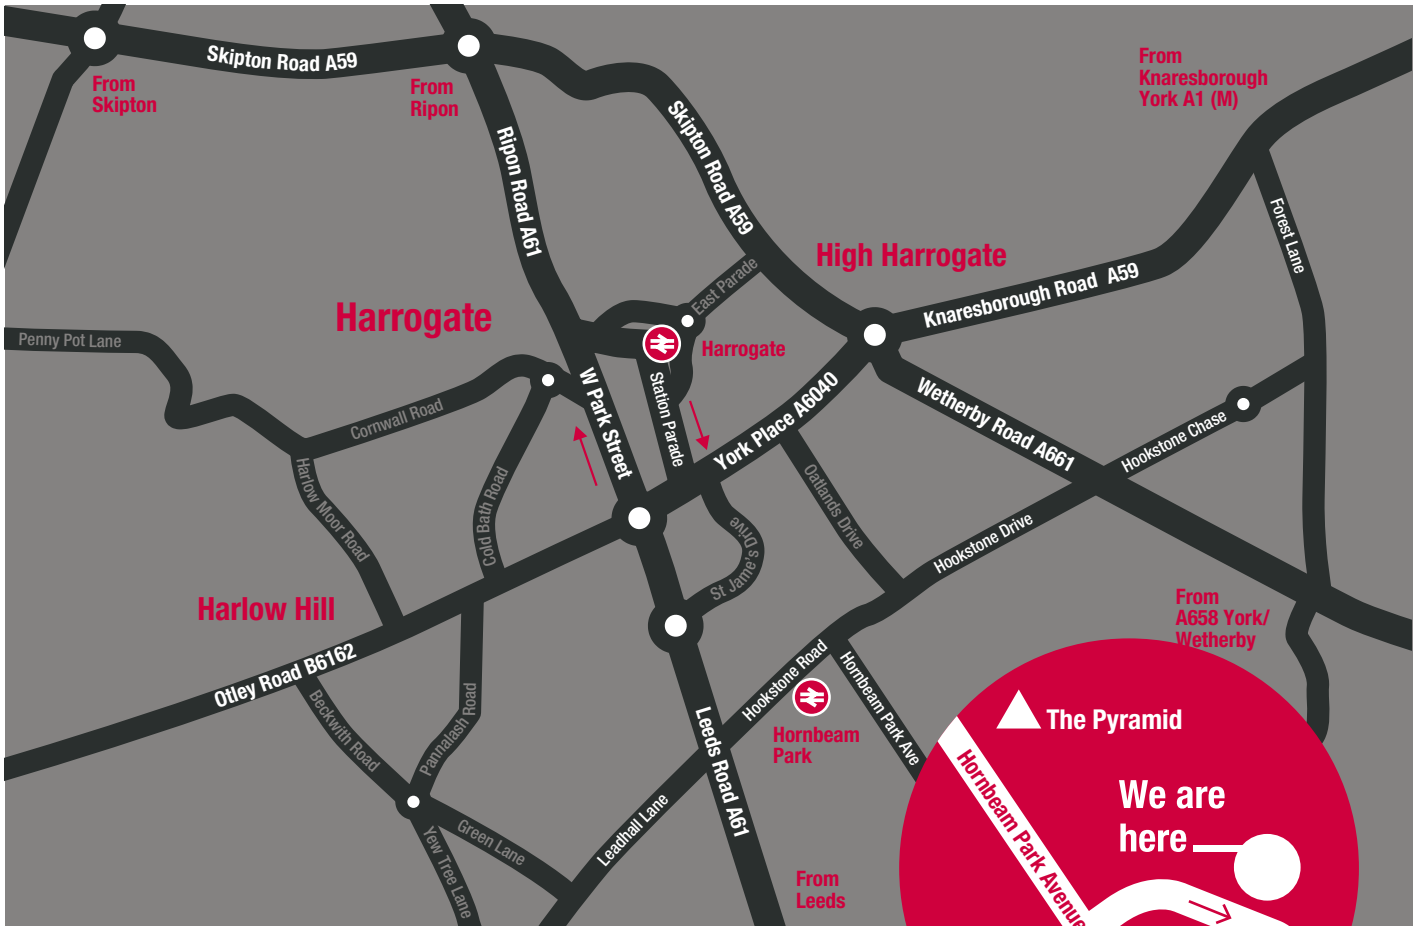 Skipton Road A59
From
Skipton
From
Ripon
From
Knaresborough
York A1 (M)
Ripon Road A61
Skipton Road A59
Forest Lane
High Harrogate
East Parade
Knaresborough Road A59
Harrogate
Penny Pot Lane
Harrogate
W Park Street
Station Parade
York Place A6040
Wetherby Road A661
Cornwall Road
Hookstone Chase
Harlow Moor Road
Cold Bath Road
Oatlands Drive
St Jame's Drive
Hookstone Drive
Harlow Hill
From
A658 York/
Wetherby
Otley Road B6162
Hookstone Road
Hornbeam Park Ave
Beckwith Road
Pannalash Road
Leeds Road A61
Hornbeam
Park
The Pyramid
Hornbeam Park Avenue
We are
here
Leadhall Lane
Green Lane
Yew Tree Lane
From
Leeds